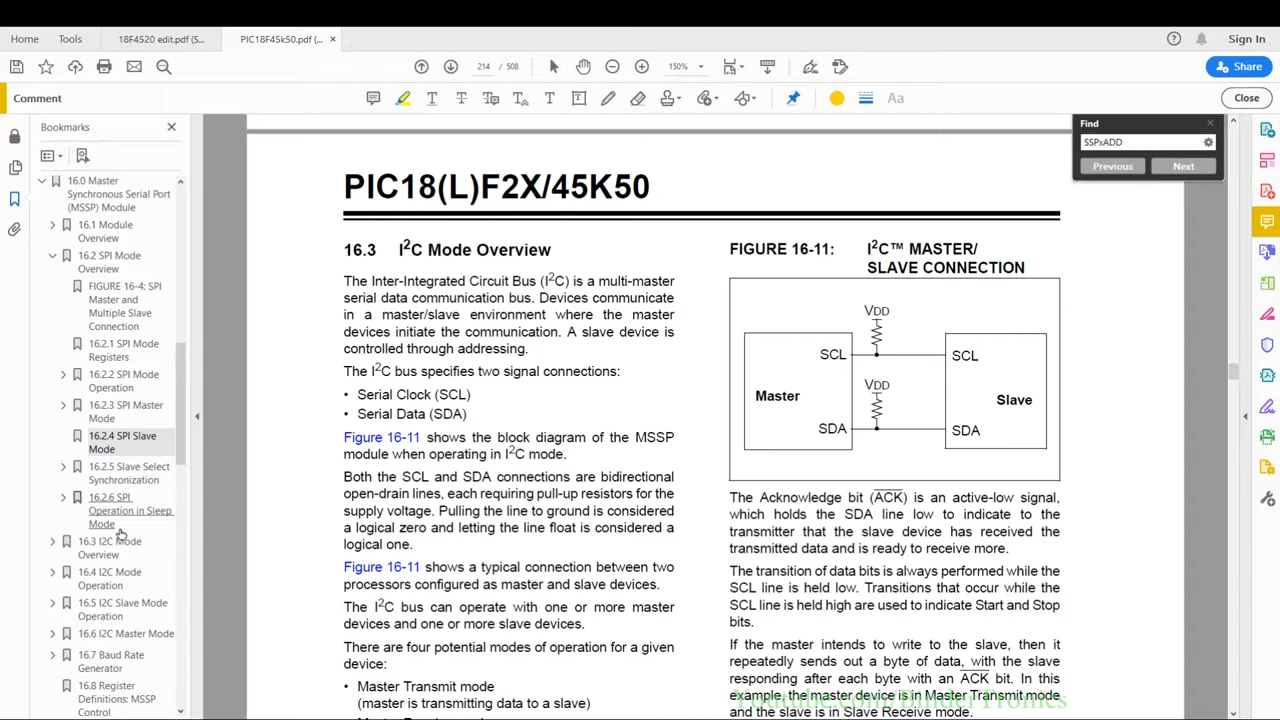 Home
Tools
18F4520 edit.pdf (S...
PIC18F45k50.pdf (... ×
Sign In
214 / 508
150%
Share
Comment
Aa
Close
Bookmarks
16.0 Master
Synchronous Serial Port
(MSSP) Module
16.1 Module
Overview
16.2 SPI Mode
Overview
FIGURE 16-4: SPI
Master and
Multiple Slave
Connection
16.2.1 SPI Mode
Registers
16.2.2 SPI Mode
Operation
16.2.3 SPI Master
Mode
16.2.4 SPI Slave
Mode
16.2.5 Slave Select
Synchronization
16.2.6 SPI
Operation in Sleep
Mode
16.3 I2C Mode
Overview
16.4 I2C Mode
Operation
16.5 I2C Slave Mode
Operation
16.6 I2C Master Mode
16.7 Baud Rate
Generator
16.8 Register
Definitions: MSSP
Control
Find
SSPxADD
Previous
Next
PIC18(L)F2X/45K50
16.3 I2C Mode Overview
The Inter-Integrated Circuit Bus (I2C) is a multi-master
serial data communication bus. Devices communicate
in a master/slave environment where the master
devices initiate the communication. A slave device is
controlled through addressing.
The I2C bus specifies two signal connections:
• Serial Clock (SCL)
• Serial Data (SDA)
Figure 16-11 shows the block diagram of the MSSP
module when operating in I2C mode.
Both the SCL and SDA connections are bidirectional
open-drain lines, each requiring pull-up resistors for the
supply voltage. Pulling the line to ground is considered
a logical zero and letting the line float is considered a
logical one.
Figure 16-11 shows a typical connection between two
processors configured as master and slave devices.
The I2C bus can operate with one or more master
devices and one or more slave devices.
There are four potential modes of operation for a given
device:
• Master Transmit mode
(master is transmitting data to a slave)
FIGURE 16-11: I2C™ MASTER/
SLAVE CONNECTION
VDD
SCL
SCL
VDD
Master
Slave
SDA
SDA
The Acknowledge bit (ACK) is an active-low signal,
which holds the SDA line low to indicate to the
transmitter that the slave device has received the
transmitted data and is ready to receive more.
The transition of data bits is always performed while the
SCL line is held low. Transitions that occur while the
SCL line is held high are used to indicate Start and Stop
bits.
If the master intends to write to the slave, then it
repeatedly sends out a byte of data, with the slave
responding after each byte with an ACK bit. In this
example, the master device is in Master Transmit mode
and the slave is in Slave Receive mode.
Youtube.com/BinderTronics